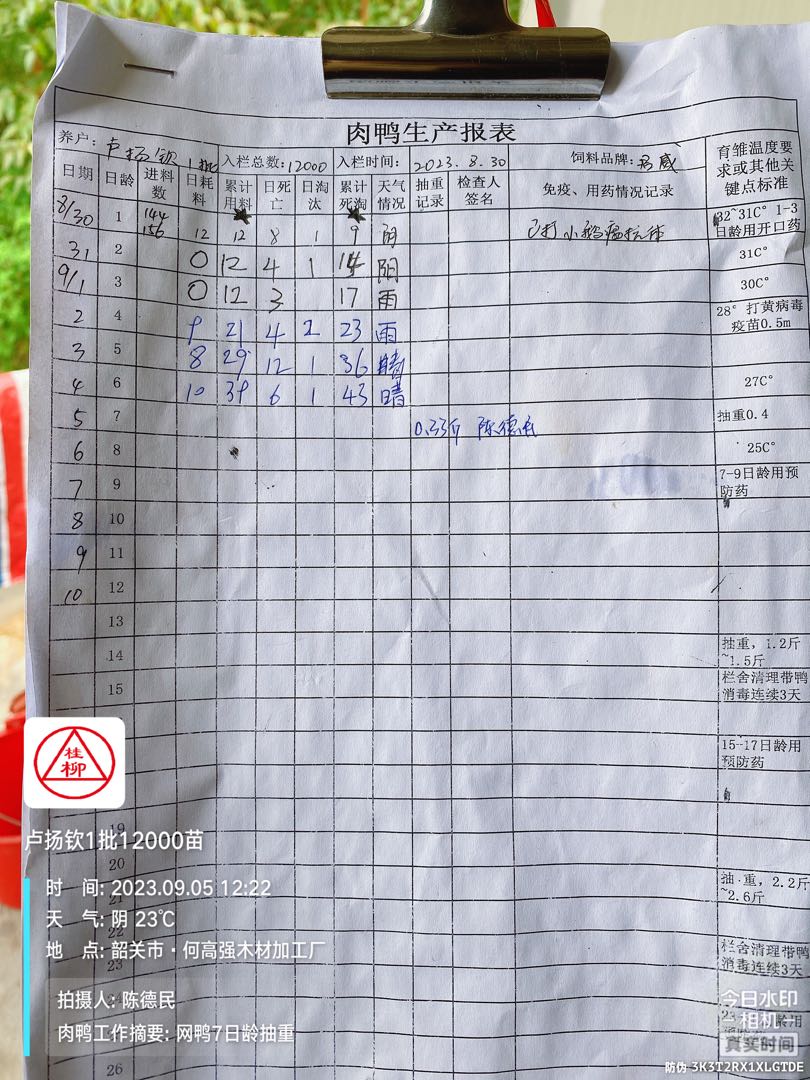 肉鸭生产报表
养户: 卢扬钦 1批 入栏总数: 12000 入栏时间: 2023.8.30 饲料品牌: 育雏温度要求或其他关键点标准
日期 日龄 进料数 日耗料 累计用料 日死亡 日淘汰 累计死淘 天气情况 抽重记录 检查人签名 免疫、用药情况记录
8/30 1 144 156 12 12 8 1 9 阴 已打小鹅瘟抗体 32~31C° 1-3日龄用开口药
31 2 0 12 4 1 14 阴 31C°
9/1 3 0 12 3 17 雨 30C°
2 4 9 21 4 2 23 雨 28° 打黄病毒疫苗0.5m
3 5 8 29 12 1 36 晴
4 6 10 39 6 1 43 晴 27C°
5 7 0.33斤 陈德民 抽重0.4
6 8 25C°
7 9 7-9日龄用预防药
8 10
9 11
10 12
13
14 抽重，1.2斤~1.5斤
15 栏舍清理带鸭消毒连续3天
15-17日龄用预防药
19
20
21 抽·重，2.2斤~2.6斤
22
23 栏舍清理带鸭消毒连续3天
26
桂柳
卢扬钦1批12000苗
时 间: 2023.09.05 12:22
天 气: 阴 23℃
地 点: 韶关市·何高强木材加工厂
拍摄人: 陈德民
肉鸭工作摘要: 网鸭7日龄抽重
今日水印
相机
真实时间
防伪 3K3T2RX1XLGTDE